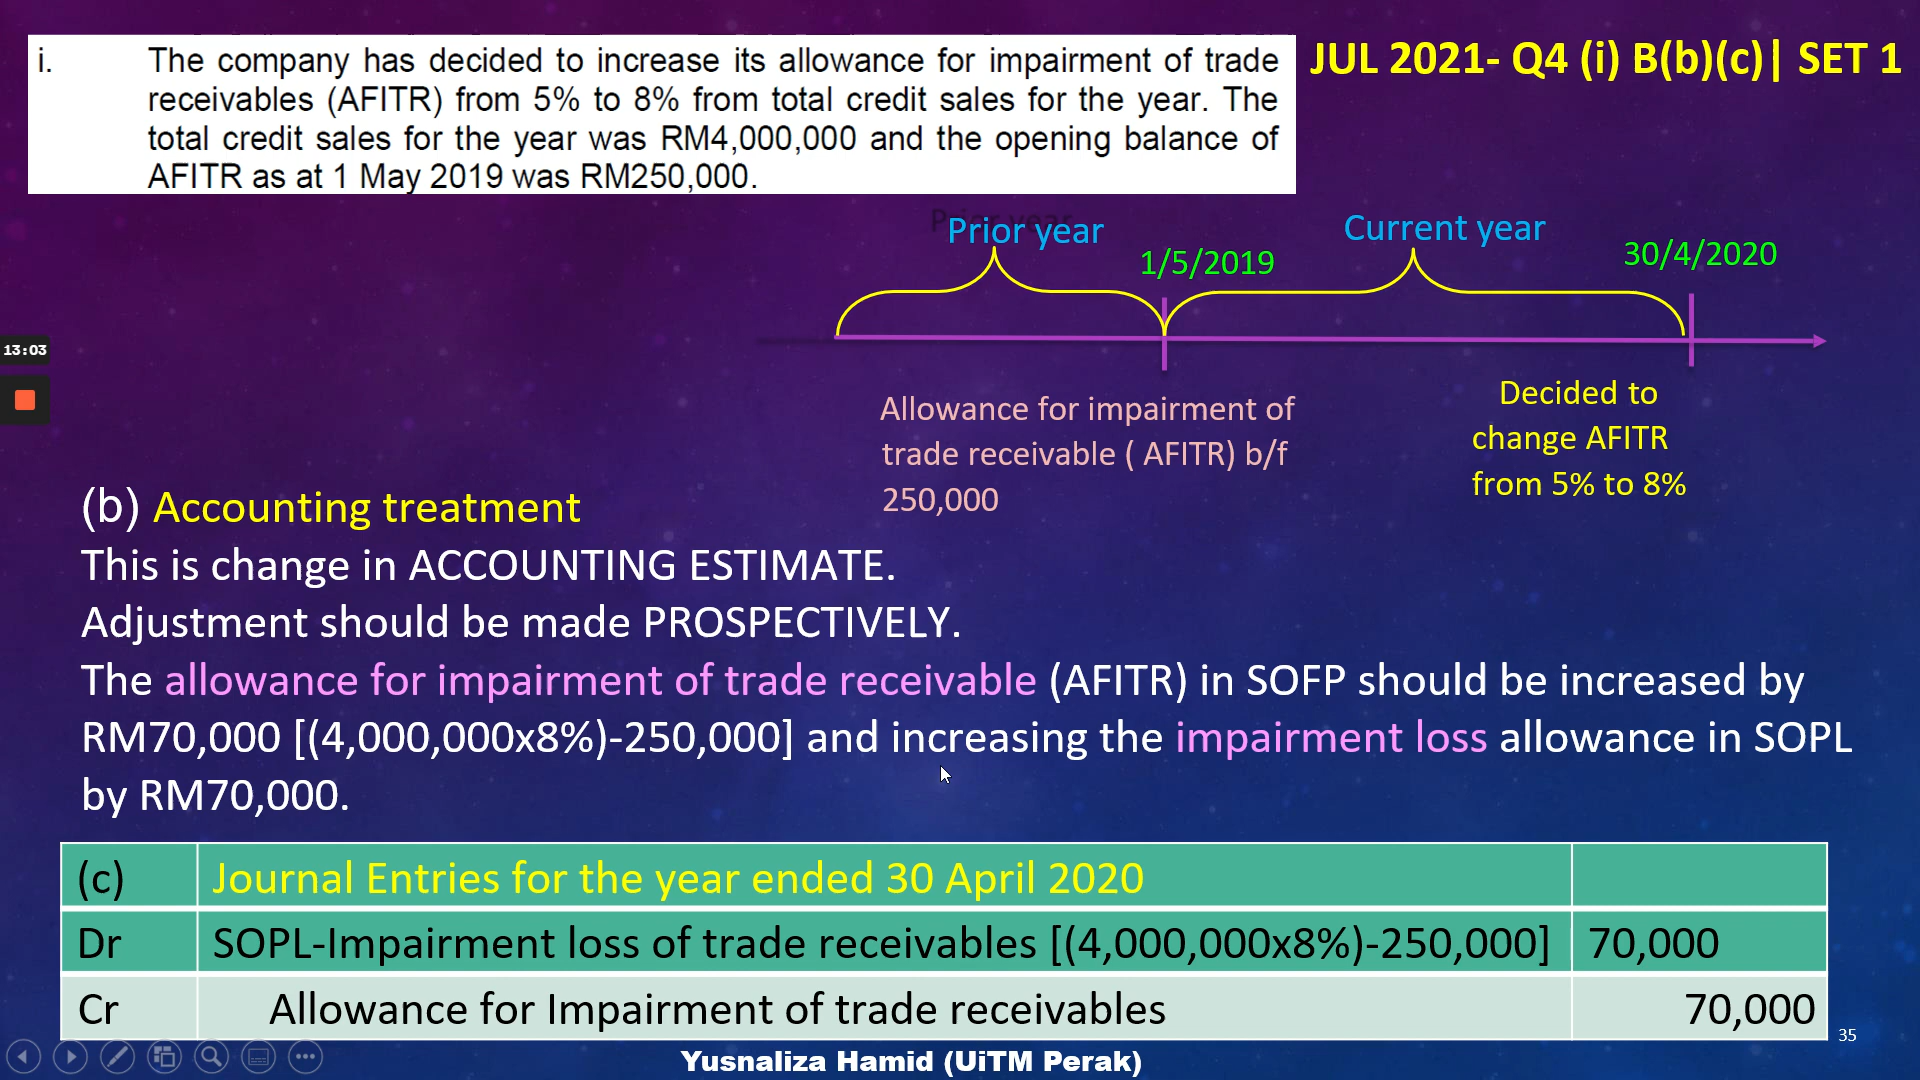 i. The company has decided to increase its allowance for impairment of trade
receivables (AFITR) from 5% to 8% from total credit sales for the year. The
total credit sales for the year was RM4,000,000 and the opening balance of
AFITR as at 1 May 2019 was RM250,000.
JUL 2021- Q4 (i) B(b)(c)| SET 1
Prior year
Prior year
Current year
1/5/2019
30/4/2020
13:03
Allowance for impairment of
trade receivable ( AFITR) b/f
250,000
Decided to
change AFITR
from 5% to 8%
(b) Accounting treatment
This is change in ACCOUNTING ESTIMATE.
Adjustment should be made PROSPECTIVELY.
The allowance for impairment of trade receivable (AFITR) in SOFP should be increased by
RM70,000 [(4,000,000x8%)-250,000] and increasing the impairment loss allowance in SOPL
by RM70,000.
(c) Journal Entries for the year ended 30 April 2020
Dr SOPL-Impairment loss of trade receivables [(4,000,000x8%)-250,000] 70,000
Cr Allowance for Impairment of trade receivables 70,000
35
Yusnaliza Hamid (UiTM Perak)